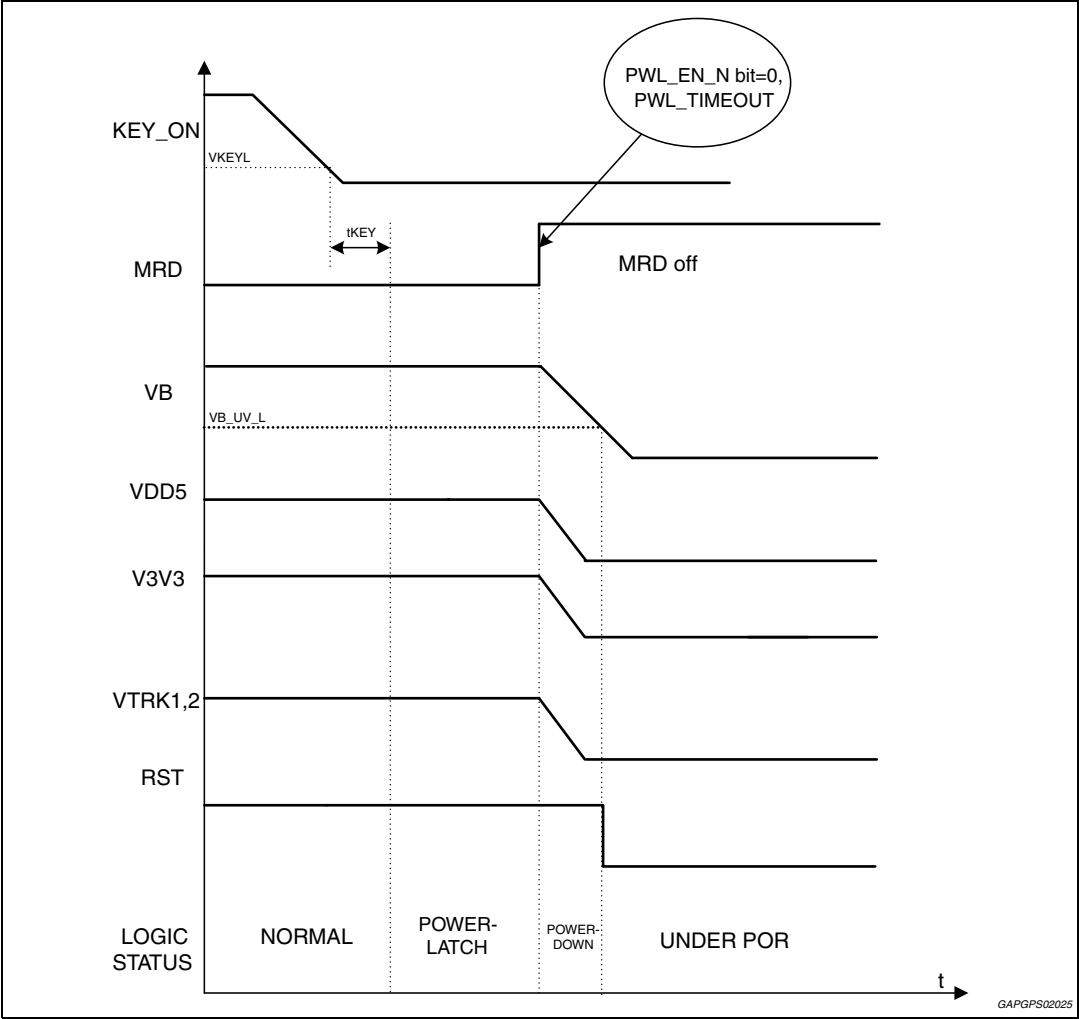 PWL_EN_N bit=0,
PWL_TIMEOUT
KEY_ON
VKEYL
tKEY
MRD
MRD off
VB
VB_UV_L
VDD5
V3V3
VTRK1,2
RST
LOGIC
STATUS
NORMAL
POWER-
LATCH
POWER-
DOWN
UNDER POR
t
GAPGPS02025